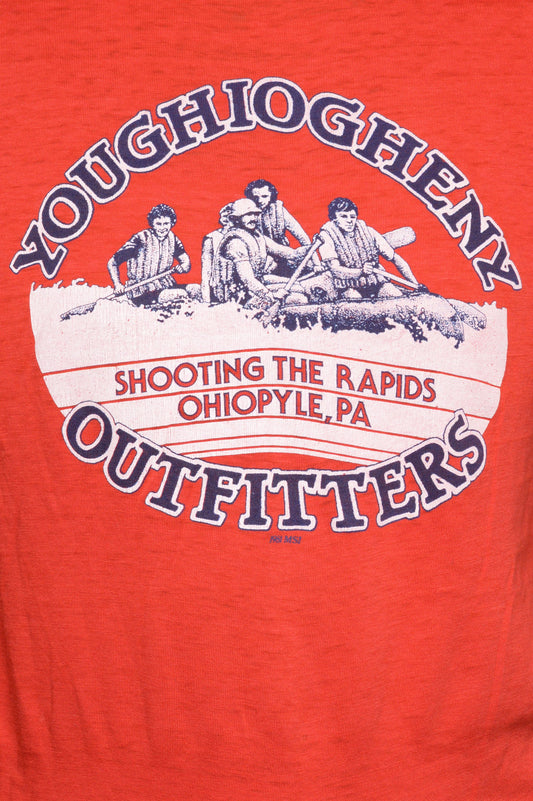 YOUGHIOGHENY
SHOOTING THE RAPIDS
OHIOPYLE, PA
OUTFITTERS